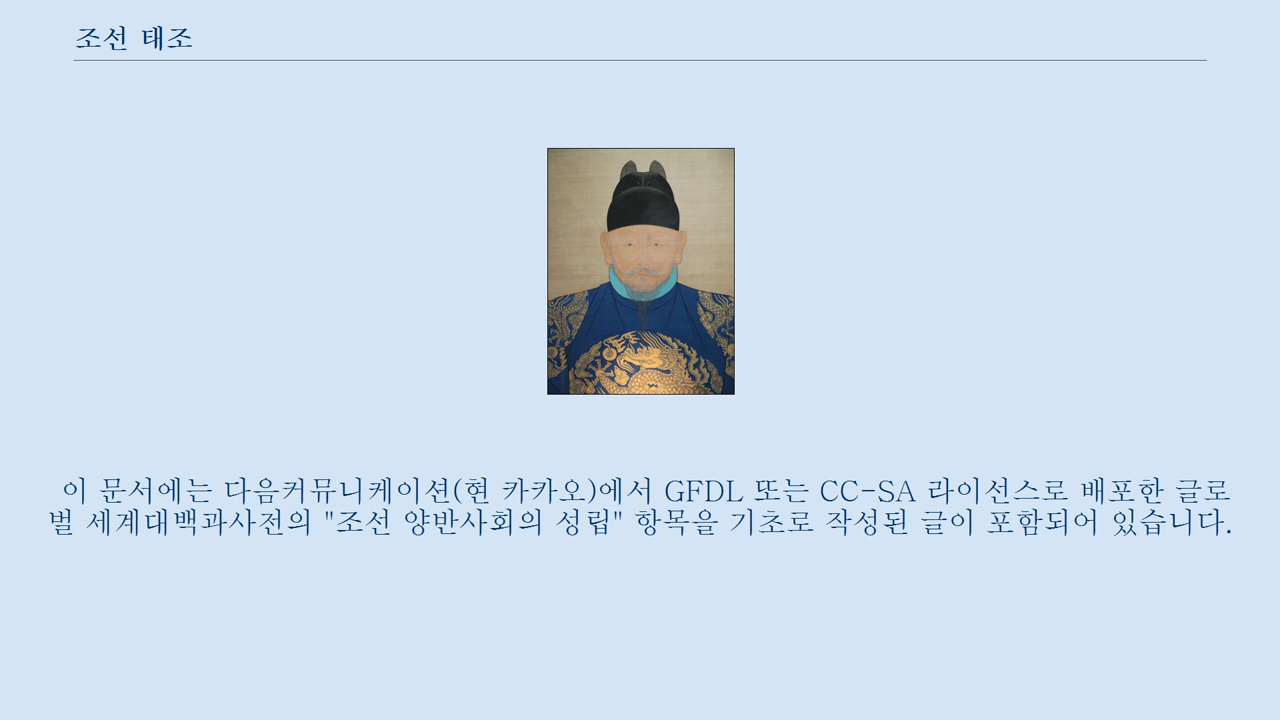 조선 태조
이 문서에는 다음커뮤니케이션(현 카카오)에서 GFDL 또는 CC-SA 라이선스로 배포한 글로
벌 세계대백과사전의 "조선 양반사회의 성립" 항목을 기초로 작성된 글이 포함되어 있습니다.